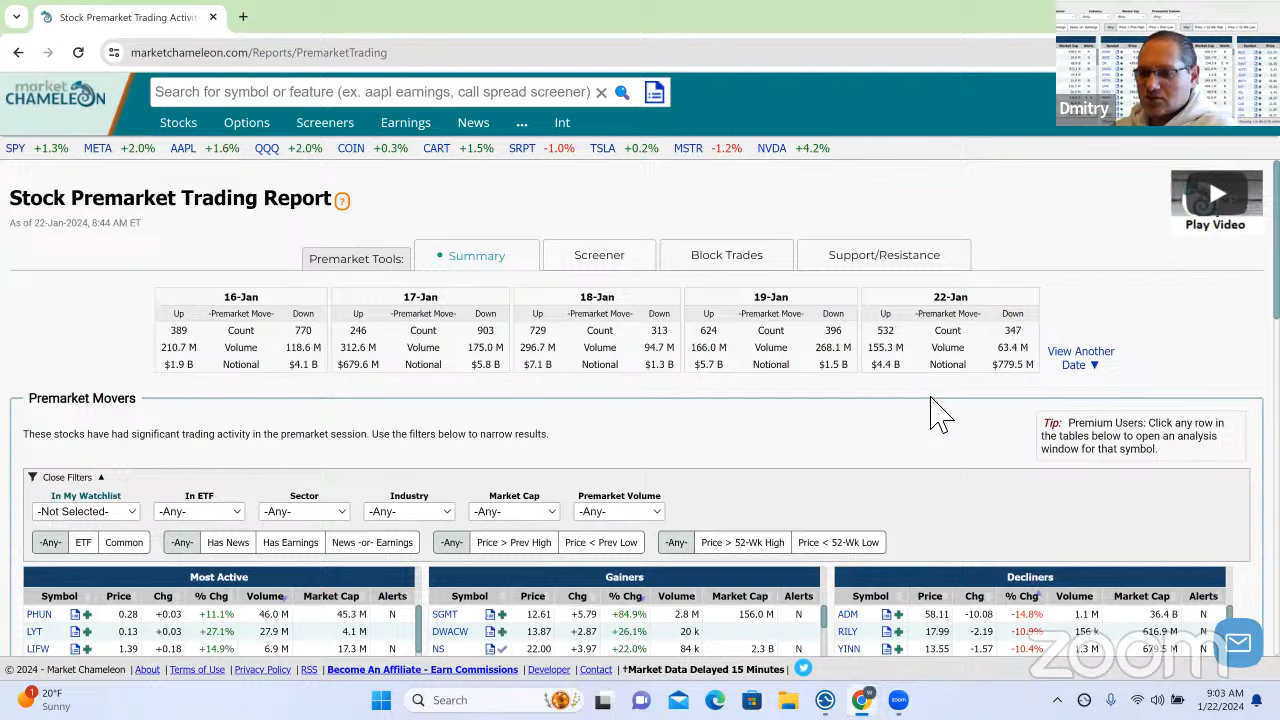 Stock Premarket Trading Activi
marketchameleon.com/Reports/Premarket
Dmitry
market
CHAMELEON
Search for symbol or feature (ex.
calls, call spre
Stocks Options Screeners
ngs News ...
unt
SPY +1.3% META +2.0% AAPL +1.6% QQQ +2.0% COIN +0.3% CART +1.5% SRPT -1.0% TSLA +0.2% MSTR -1.2% NVDA +4.2%
Stock Premarket Trading Report ?
As of 22-Jan-2024, 8:44 AM ET
Play Video
Premarket Tools: Summary Screener Block Trades Support/Resistance
16-Jan 17-Jan 18-Jan 19-Jan 22-Jan
Up -Premarket Move- Down Up -Premarket Move- Down Up -Premarket Move- Down Up -Premarket Move- Down Up -Premarket Move- Down
389 Count 770 246 Count 903 729 Count 313 624 Count 396 532 Count 347
210.7 M Volume 118.6 M 312.6 M Volume 175.0 M 296.7 M Volume 94.7 M 166.0 M Volume 268.1 M 155.3 M Volume 63.4 M
$1.9 B Notional $4.1 B Notional $5.8 B $7.1 B Notional $1.3 B $5.7 B Notional $1.5 B $4.4 B Notional $779.5 M
View Another
Date ▼
Premarket Movers
These stocks have had significant trading activity in the premarket session. Use the filters below to narrow results.
Tip: Premium Users: Click any row in
the tables below to open an analysis
window for that symbol.
Close Filters ▲
In My Watchlist In ETF Sector Industry Market Cap Premarket Volume
-Not Selected- -Any- -Any- -Any- -Any- -Any-
-Any- ETF Common -Any- Has News Has Earnings News -or- Earnings -Any- Price > Prev High Price < Prev Low -Any- Price > 52-Wk High Price < 52-Wk Low
Most Active Gainers Decliners
Symbol Price Chg % Chg Volume Market Cap Symbol Price Chg % Chg Volume Market Cap Alerts Symbol Price Chg % Chg Volume Market Cap Alerts
PHUN 0.28 +0.03 +11.1% 46.0 M 45.3 M N SGMT 12.61 +5.79 +84.9% 2.8 M 156.0 M N ADM 58.11 -10.08 -14.8% 1.1 M 36.4 B N
LYT 0.13 +0.03 +27.1% 27.9 M 4.1 M N DWACW 13.87 +2.87 +26.1% 20 k N RILY 17.99 -2.19 -10.9% 156 k 616.9 M N
LIFW 1.39 +0.18 +14.9% 6.9 M N +3.96 +22.0% 84 k N YINN 13.55 -1.57 -10.4% 679.5 M N
zoom
© 2024 - Market Chameleon | About | Terms of Use | Privacy Policy | RSS | Become An Affiliate - Earn Commissions | Developer | Contact | †Market Data Delayed 15 Minutes |
1
20°F
Sunny
Search
zoom
9:03 AM
1/22/2024